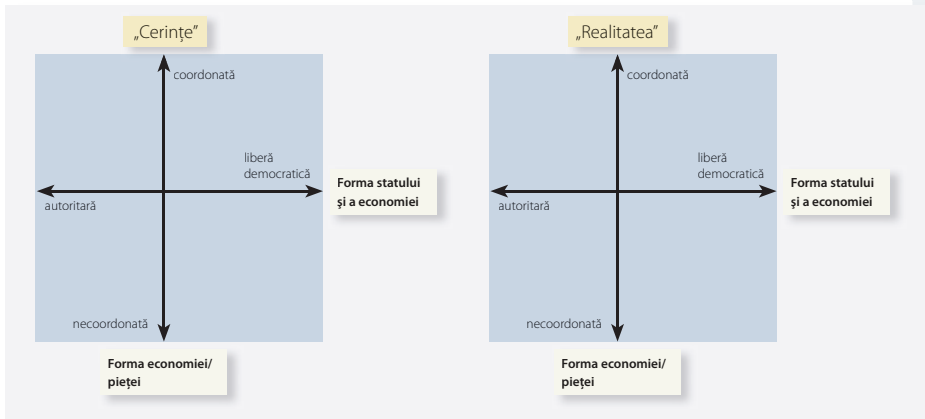 „Cerințe”
coordonată
liberă
democratică
autoritară
Forma statului
și a economiei
necoordonată
Forma economiei/
pieței
„Realitatea”
coordonată
liberă
democratică
autoritară
Forma statului
și a economiei
necoordonată
Forma economiei/
pieței